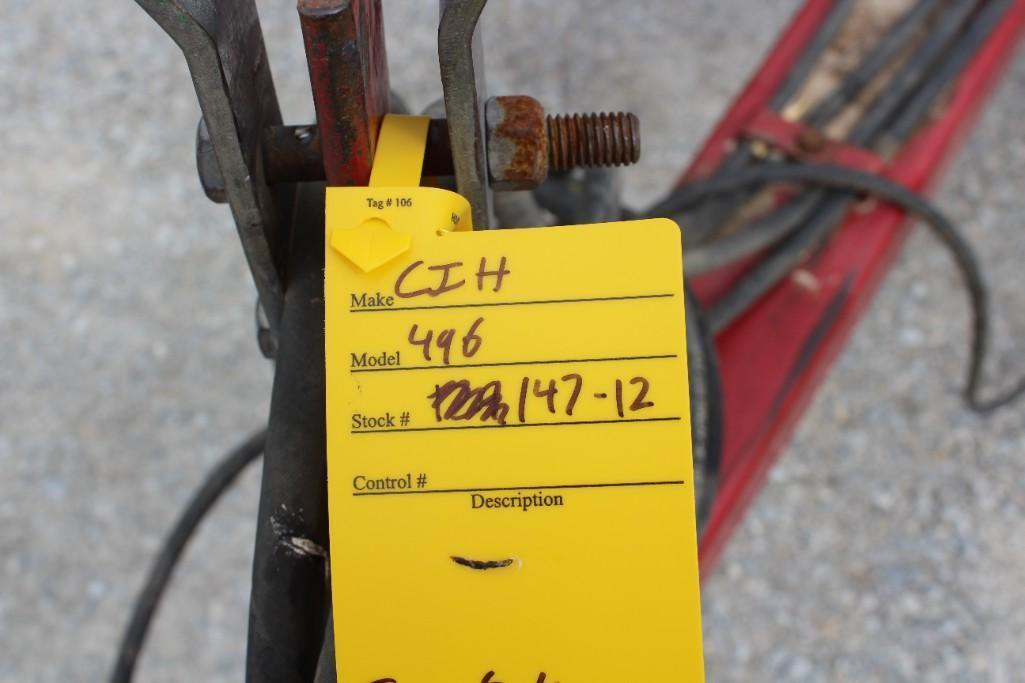 Tag # 106
Make CIH
Model 496
Stock # 147-12
Control #
Description